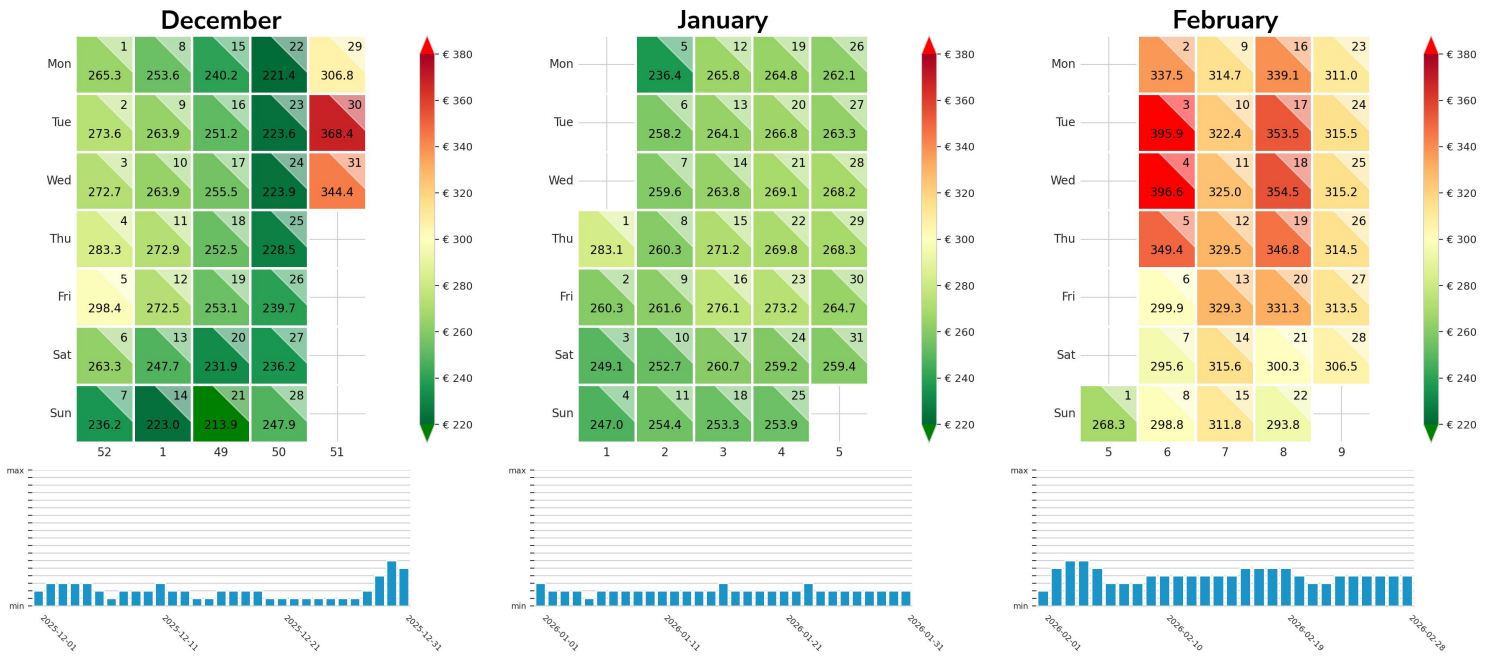 December January February
1 8 15 22 29 5 12 19 26 2 9 16 23
Mon 265.3 253.6 240.2 221.4 306.8 Mon 236.4 265.8 264.8 262.1 Mon 337.5 314.7 339.1 311.0
2 9 16 23 30 6 13 20 27 3 10 17 24
Tue 273.6 263.9 251.2 223.6 368.4 Tue 258.2 264.1 266.8 263.3 Tue 395.9 322.4 353.5 315.5
3 10 17 24 31 7 14 21 28 4 11 18 25
Wed 272.7 263.9 255.5 223.9 344.4 Wed 259.6 263.8 269.1 268.2 Wed 396.6 325.0 354.5 315.2
4 11 18 25 1 8 15 22 29 5 12 19 26
Thu 283.3 272.9 252.5 228.5 Thu 283.1 260.3 271.2 269.8 268.3 Thu 349.4 329.5 346.8 314.5
5 12 19 26 2 9 16 23 30 6 13 20 27
Fri 298.4 272.5 253.1 239.7 Fri 260.3 261.6 276.1 273.2 264.7 Fri 299.9 329.3 331.3 313.5
6 13 20 27 3 10 17 24 31 7 14 21 28
Sat 263.3 247.7 231.9 236.2 Sat 249.1 252.7 260.7 259.2 259.4 Sat 295.6 315.6 300.3 306.5
7 14 21 28 4 11 18 25 1 8 15 22
Sun 236.2 223.0 213.9 247.9 Sun 247.0 254.4 253.3 253.9 Sun 268.3 298.8 311.8 293.8
52 1 49 50 51 1 2 3 4 5 5 6 7 8 9
€ 380 € 380 € 380
€ 360 € 360 € 360
€ 340 € 340 € 340
€ 320 € 320 € 320
€ 300 € 300 € 300
€ 280 € 280 € 280
€ 260 € 260 € 260
€ 240 € 240 € 240
€ 220 € 220 € 220
max max max
min min min
2025-12-01 2025-12-11 2025-12-21 2025-12-31 2026-01-01 2026-01-11 2026-01-21 2026-01-31 2026-02-01 2026-02-10 2026-02-19 2026-02-28